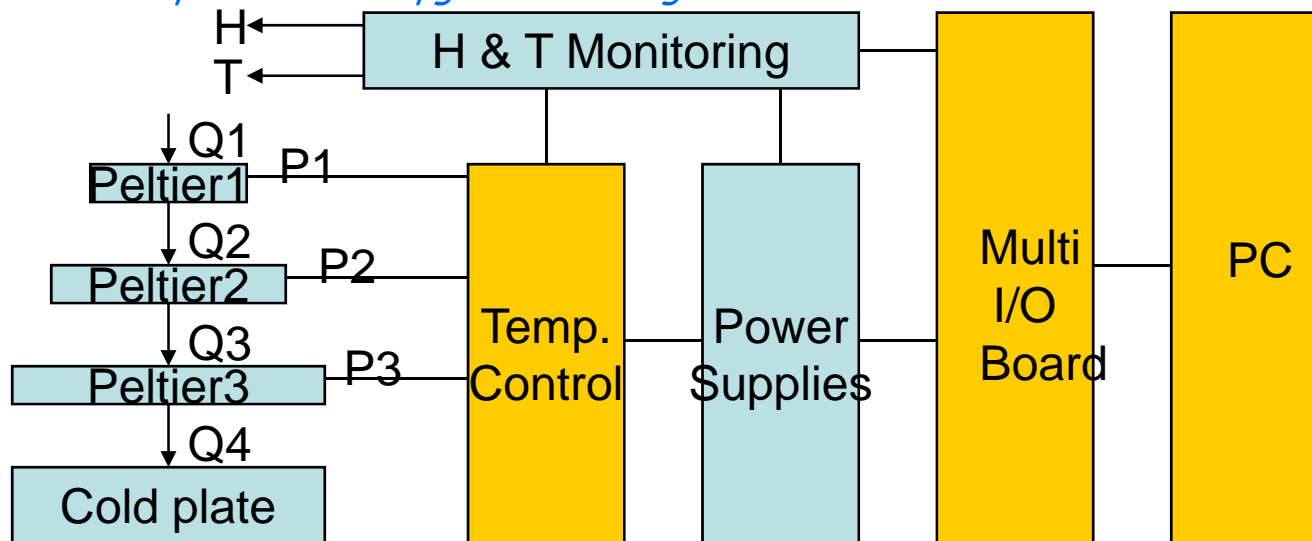 H
T
H & T Monitoring
Q1
Peltier1
P1
Q2
Peltier2
P2
Q3
Peltier3
P3
Q4
Cold plate
Temp.
Control
Power
Supplies
Multi
I/O
Board
PC